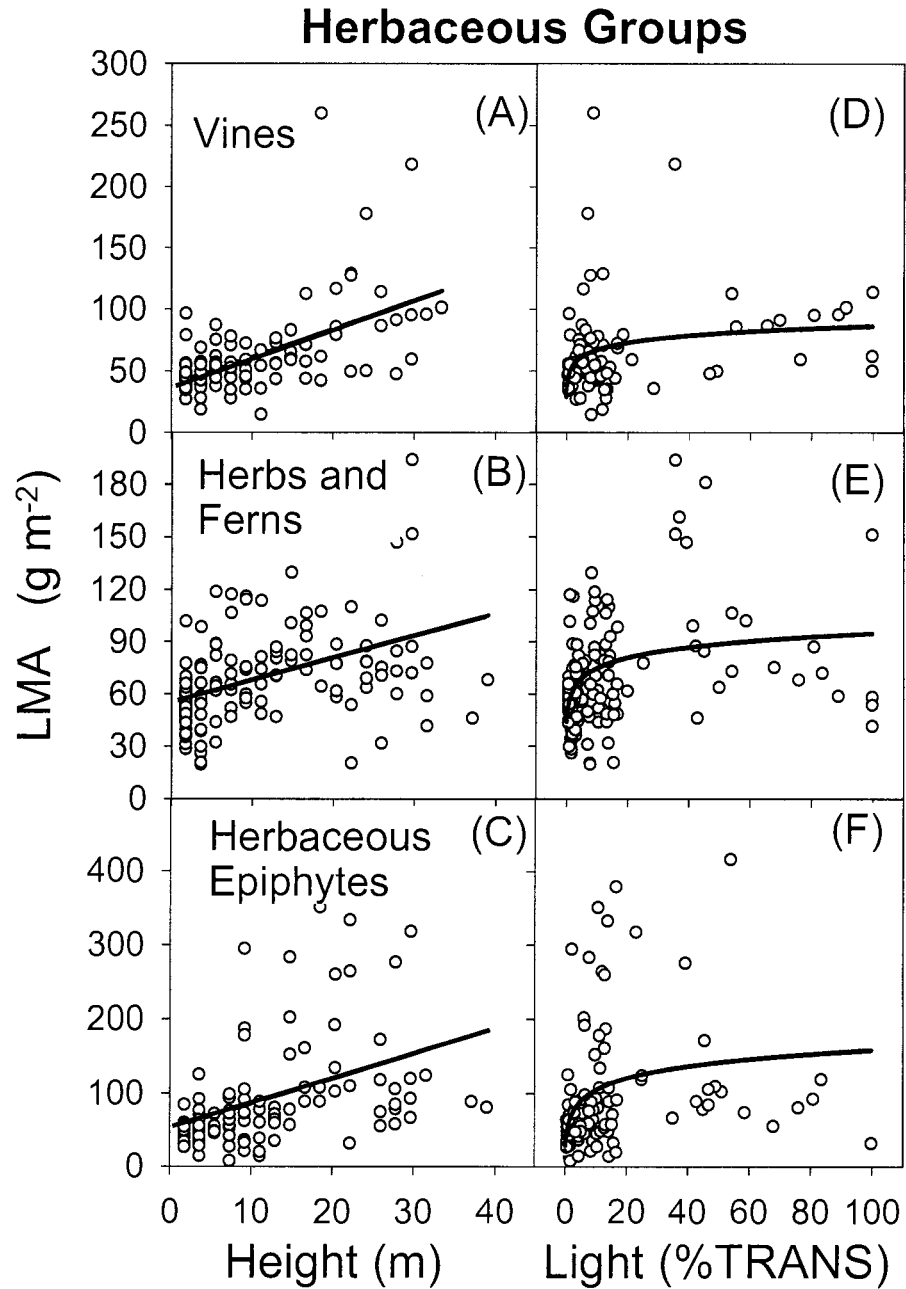 Herbaceous Groups
300
250
200
150
100
50
0
Vines
(A)
(D)
180
150
120
90
60
30
0
Herbs and
Ferns
(B)
(E)
400
300
200
100
0
Herbaceous
Epiphytes
(C)
(F)
LMA (g m⁻²)
0 10 20 30 40
0 20 40 60 80 100
Height (m)
Light (%TRANS)